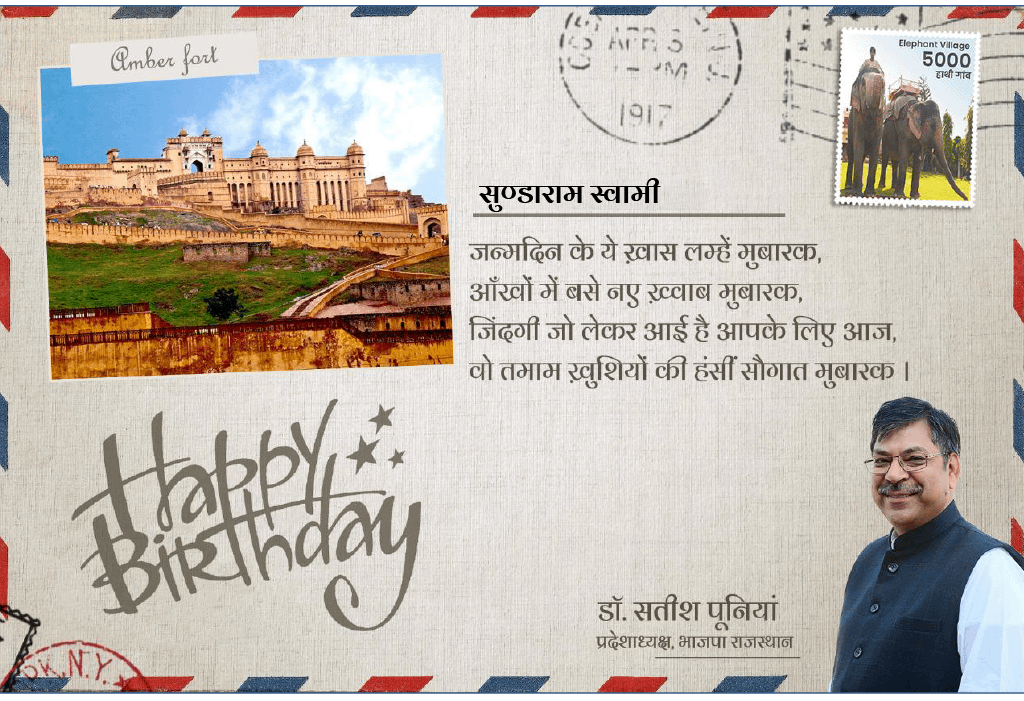 Amber fort
APR 5
PM
1917
Elephant Village
5000
हाथी गांव
सुण्डाराम स्वामी
जन्मदिन के ये ख़ास लम्हें मुबारक,
आँखों में बसे नए ख़्वाब मुबारक,
जिंदगी जो लेकर आई है आपके लिए आज,
वो तमाम ख़ुशियों की हंसीं सौगात मुबारक ।
Happy
Birthday
डॉ. सतीश पूनियां
प्रदेशाध्यक्ष, भाजपा राजस्थान
K.N.Y.